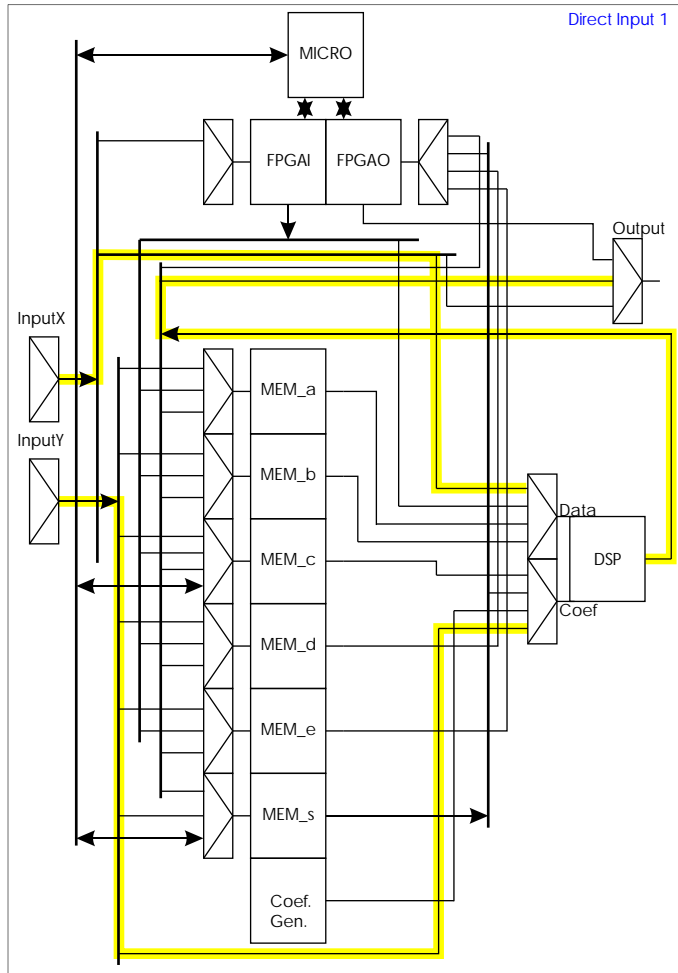 Direct Input 1
MICRO
FPGAI
FPGAO
Output
InputX
MEM_a
InputY
MEM_b
Data
MEM_c
DSP
Coef
MEM_d
MEM_e
MEM_s
Coef.
Gen.